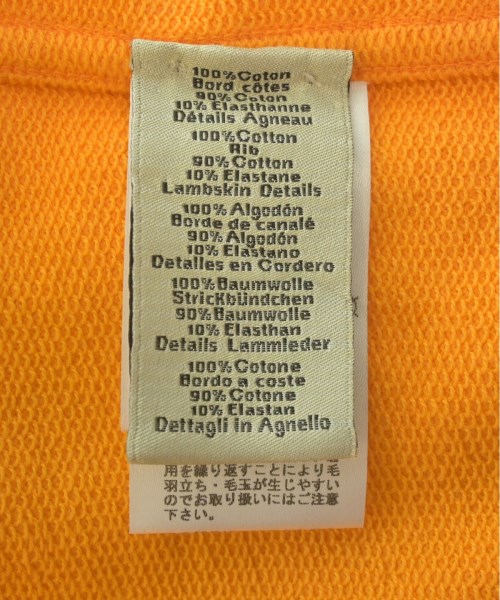 100%Coton
Bord côtes
90%Coton
10%Elasthanne
Détails Agneau
100%Cotton
Rib
90%Cotton
10%Elastane
Lambskin Details
100%Algodón
Borde de canalé
90%Algodón
10%Elastano
Detalles en Cordero
100%Baumwolle
Strickbündchen
90%Baumwolle
10%Elasthan
Details Lammleder
100%Cotone
Bordo a coste
90%Cotone
10%Elastan
Dettagli in Agnello
用を繰り返すことにより毛
羽立ち・毛玉が生じやすい
のでお取り扱いにはご注意
下さい。